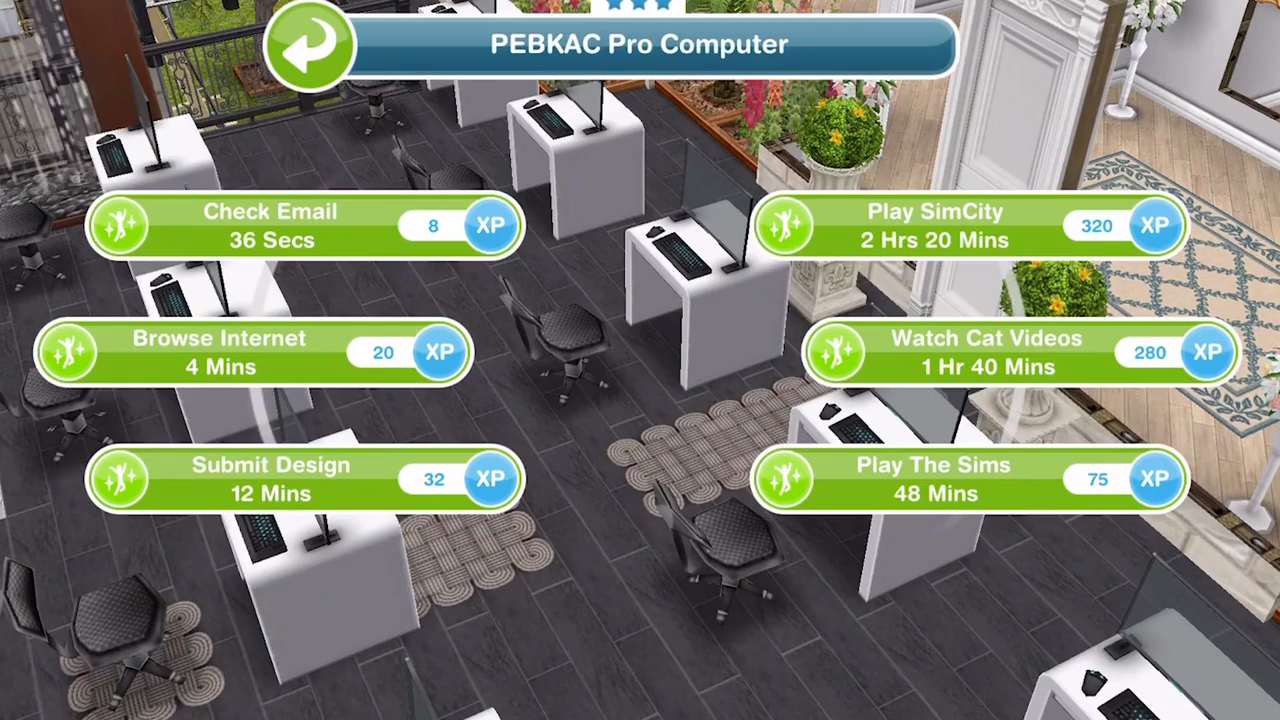 PEBKAC Pro Computer
Check Email
36 Secs
8 XP
Play SimCity
2 Hrs 20 Mins
320 XP
Browse Internet
4 Mins
20 XP
Watch Cat Videos
1 Hr 40 Mins
280 XP
Submit Design
12 Mins
32 XP
Play The Sims
48 Mins
75 XP